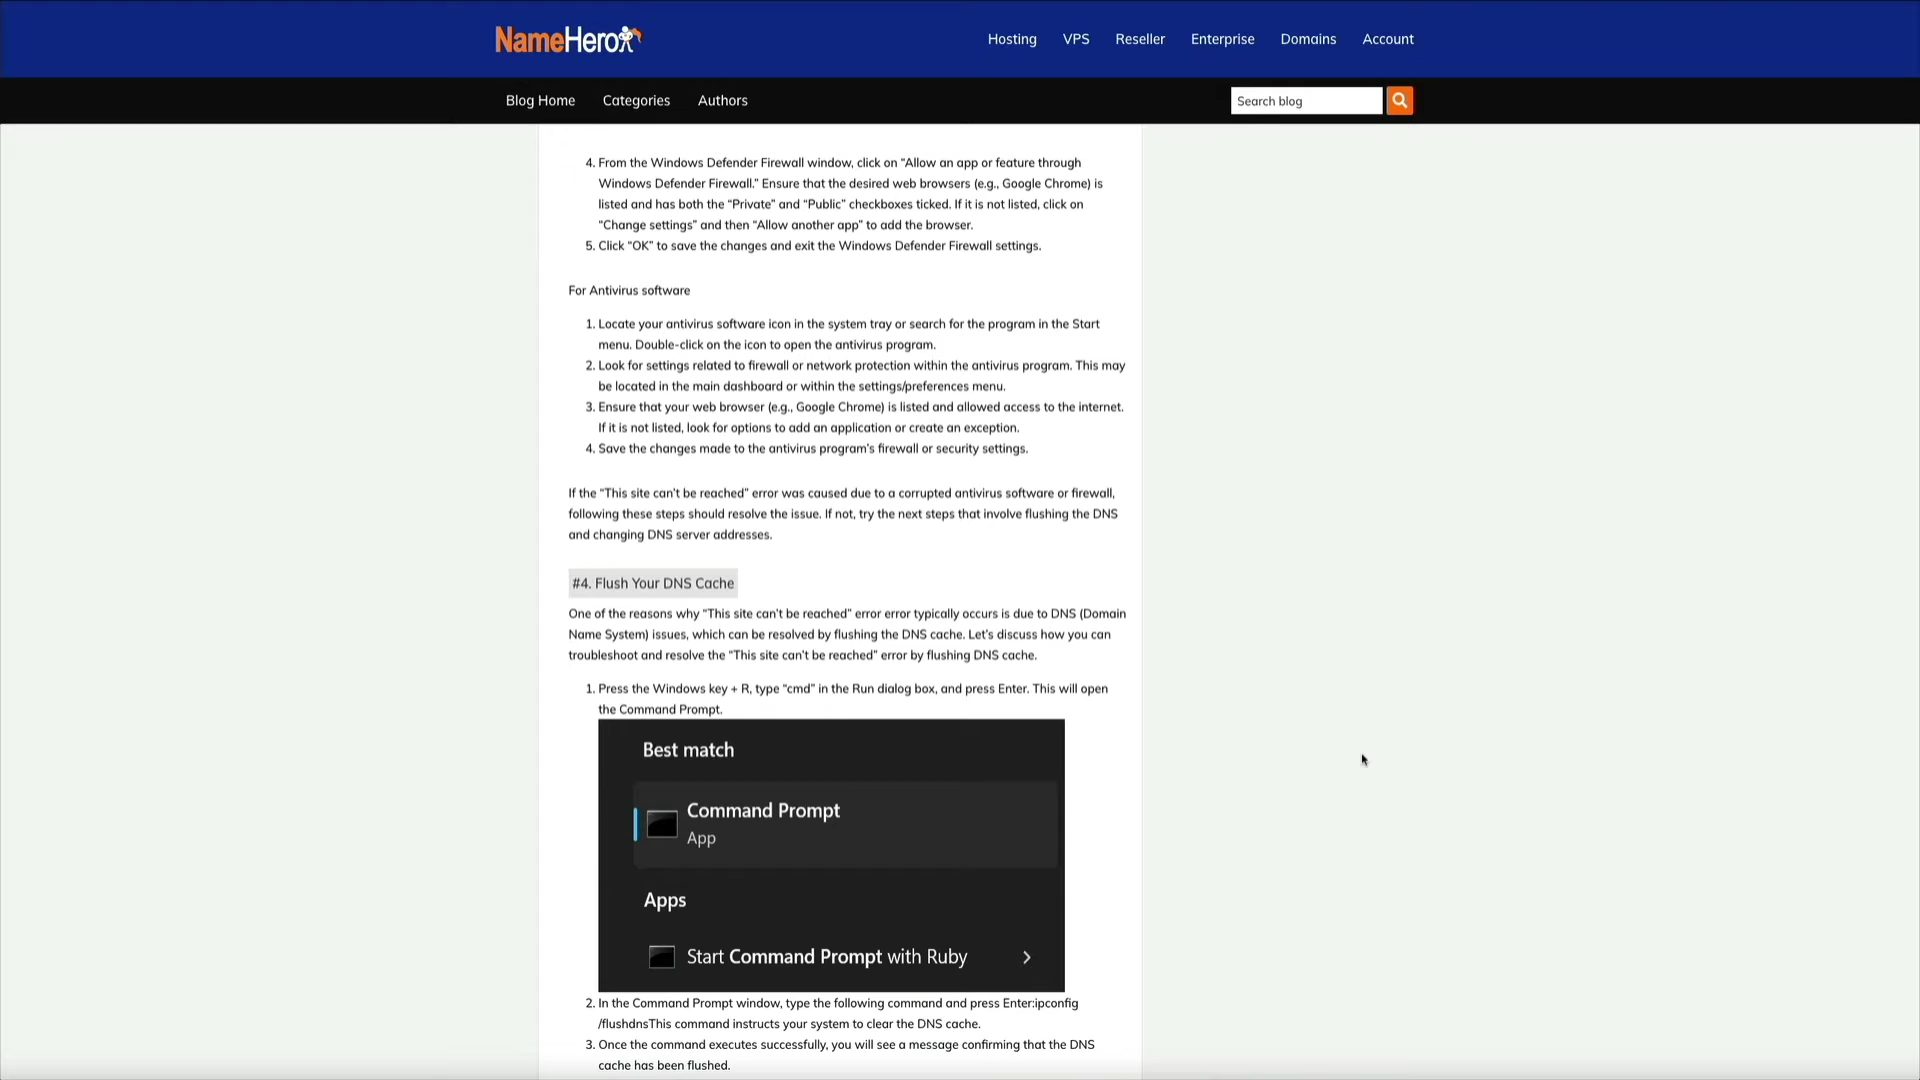 NameHero
Hosting
VPS
Reseller
Enterprise
Domains
Account
Blog Home
Categories
Authors
Search blog
4. From the Windows Defender Firewall window, click on “Allow an app or feature through
Windows Defender Firewall.” Ensure that the desired web browsers (e.g., Google Chrome) is
listed and has both the “Private” and “Public” checkboxes ticked. If it is not listed, click on
“Change settings” and then “Allow another app” to add the browser.
5. Click “OK” to save the changes and exit the Windows Defender Firewall settings.
For Antivirus software
1. Locate your antivirus software icon in the system tray or search for the program in the Start
menu. Double-click on the icon to open the antivirus program.
2. Look for settings related to firewall or network protection within the antivirus program. This may
be located in the main dashboard or within the settings/preferences menu.
3. Ensure that your web browser (e.g., Google Chrome) is listed and allowed access to the internet.
If it is not listed, look for options to add an application or create an exception.
4. Save the changes made to the antivirus program’s firewall or security settings.
If the “This site can’t be reached” error was caused due to a corrupted antivirus software or firewall,
following these steps should resolve the issue. If not, try the next steps that involve flushing the DNS
and changing DNS server addresses.
#4. Flush Your DNS Cache
One of the reasons why “This site can’t be reached” error error typically occurs is due to DNS (Domain
Name System) issues, which can be resolved by flushing the DNS cache. Let’s discuss how you can
troubleshoot and resolve the “This site can’t be reached” error by flushing DNS cache.
1. Press the Windows key + R, type “cmd” in the Run dialog box, and press Enter. This will open
the Command Prompt.
Best match
Command Prompt
App
Apps
Start Command Prompt with Ruby
2. In the Command Prompt window, type the following command and press Enter:ipconfig
/flushdnsThis command instructs your system to clear the DNS cache.
3. Once the command executes successfully, you will see a message confirming that the DNS
cache has been flushed.